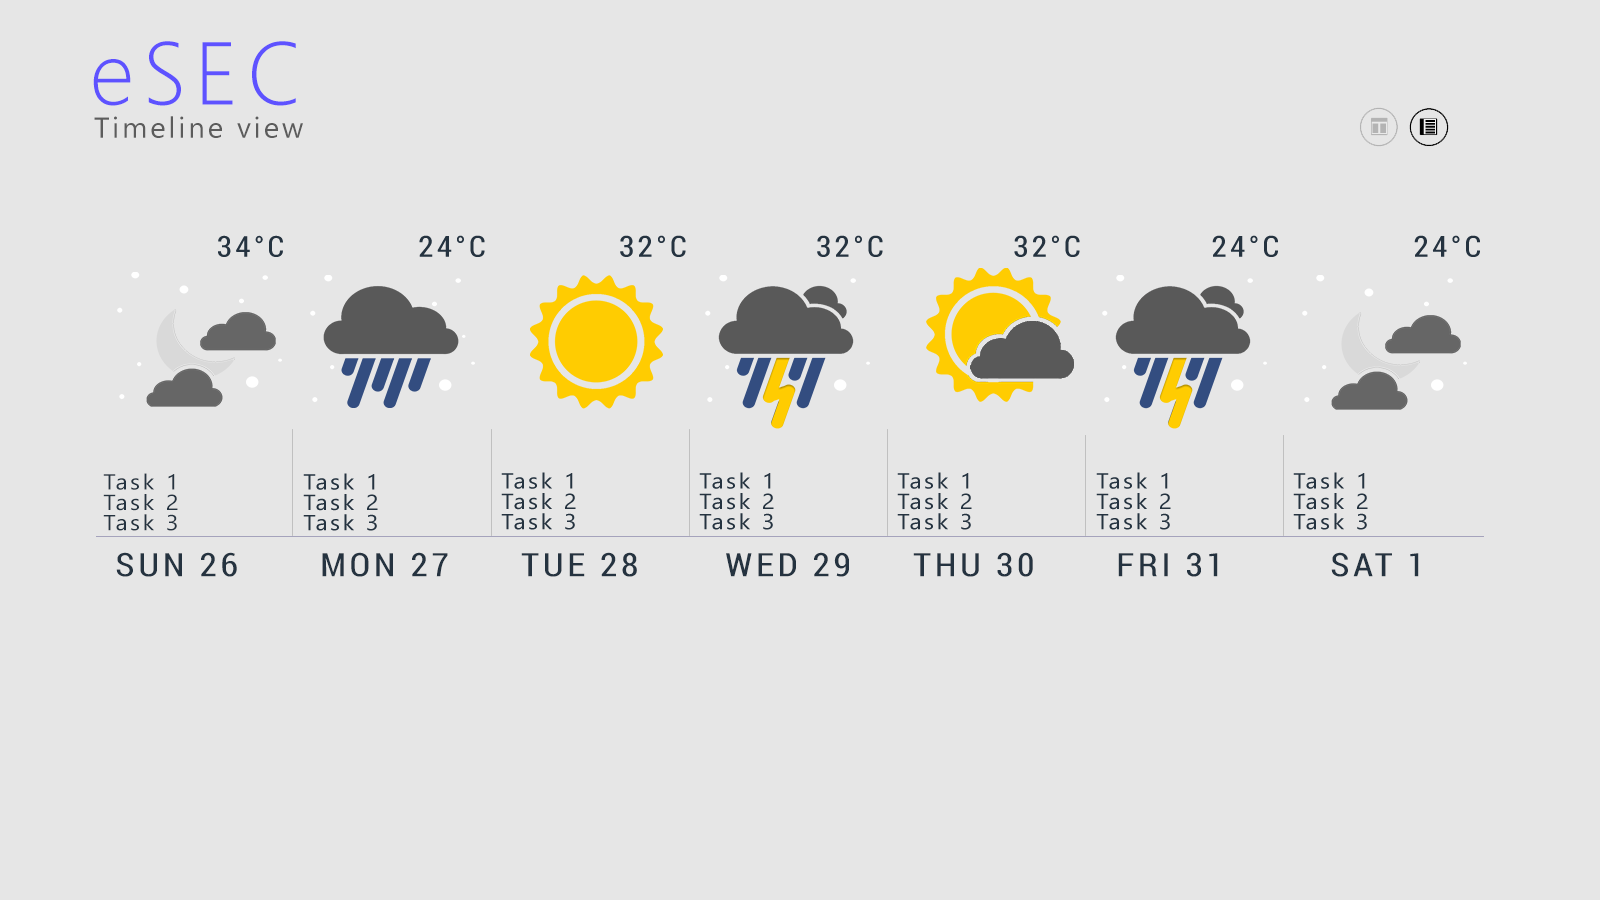 eSEC
Timeline view
34°C
24°C
32°C
32°C
32°C
24°C
24°C
Task 1
Task 2
Task 3
Task 1
Task 2
Task 3
Task 1
Task 2
Task 3
Task 1
Task 2
Task 3
Task 1
Task 2
Task 3
Task 1
Task 2
Task 3
Task 1
Task 2
Task 3
SUN 26
MON 27
TUE 28
WED 29
THU 30
FRI 31
SAT 1